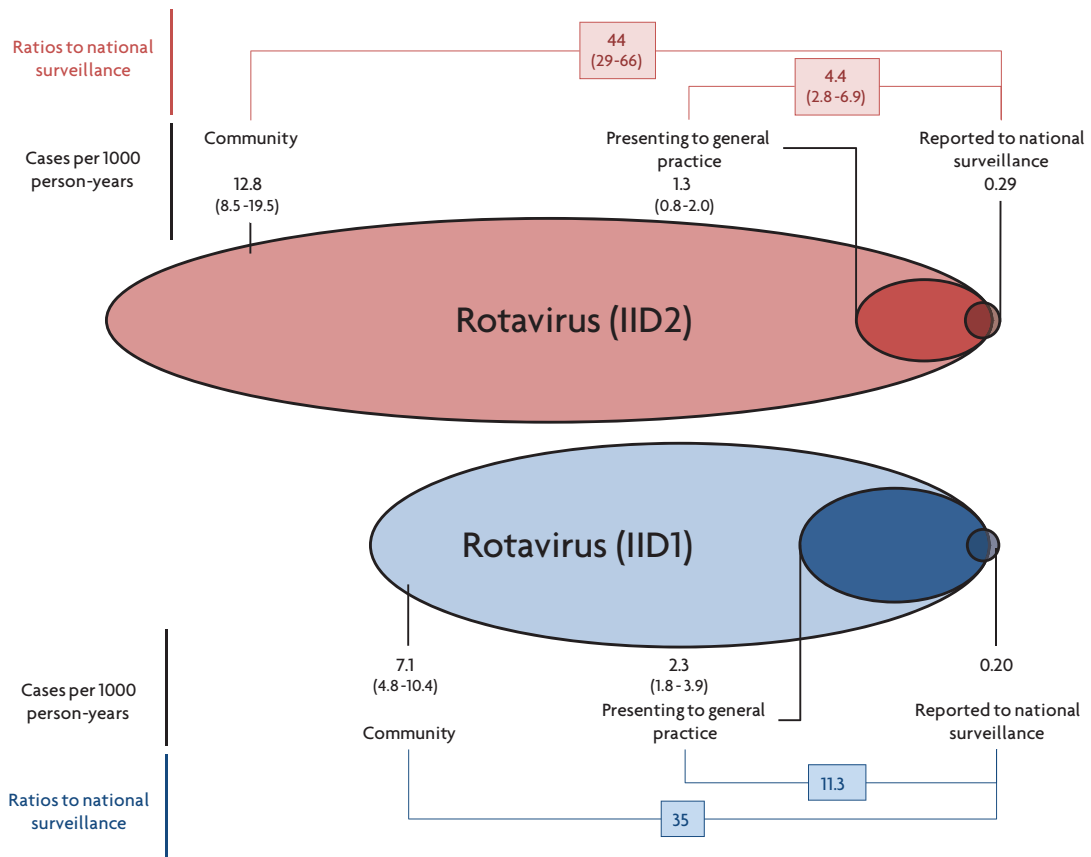 Ratios to national
surveillance
44
(29-66)
4.4
(2.8-6.9)
Cases per 1000
person-years
Community
12.8
(8.5-19.5)
Presenting to general
practice
1.3
(0.8-2.0)
Reported to national
surveillance
0.29
Rotavirus (IID2)
Rotavirus (IID1)
Cases per 1000
person-years
7.1
(4.8-10.4)
Community
2.3
(1.8-3.9)
Presenting to general
practice
0.20
Reported to national
surveillance
Ratios to national
surveillance
11.3
35